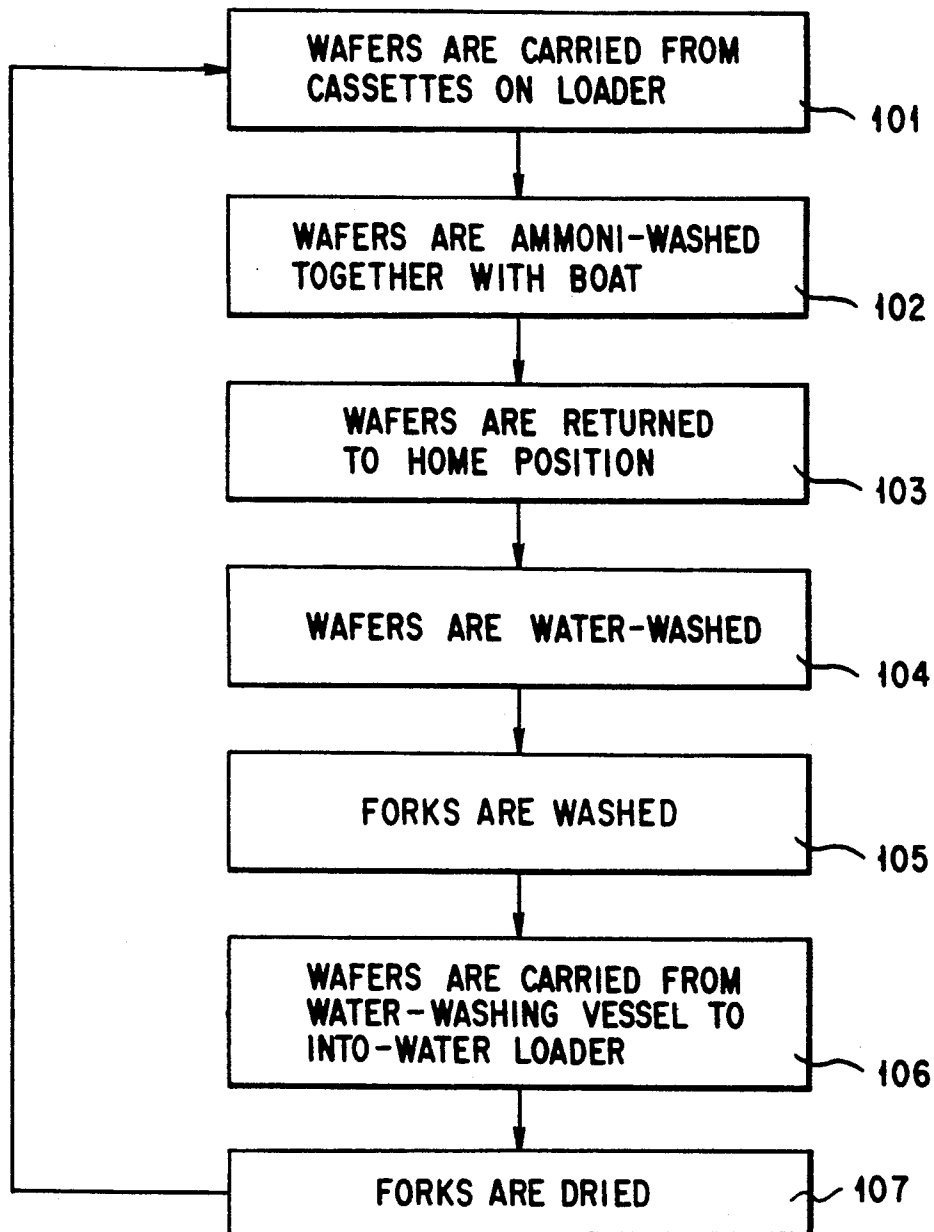 WAFERS ARE CARRIED FROM
CASSETTES ON LOADER
101
WAFERS ARE AMMONI-WASHED
TOGETHER WITH BOAT
102
WAFERS ARE RETURNED
TO HOME POSITION
103
WAFERS ARE WATER-WASHED
104
FORKS ARE WASHED
105
WAFERS ARE CARRIED FROM
WATER-WASHING VESSEL TO
INTO-WATER LOADER
106
FORKS ARE DRIED
107